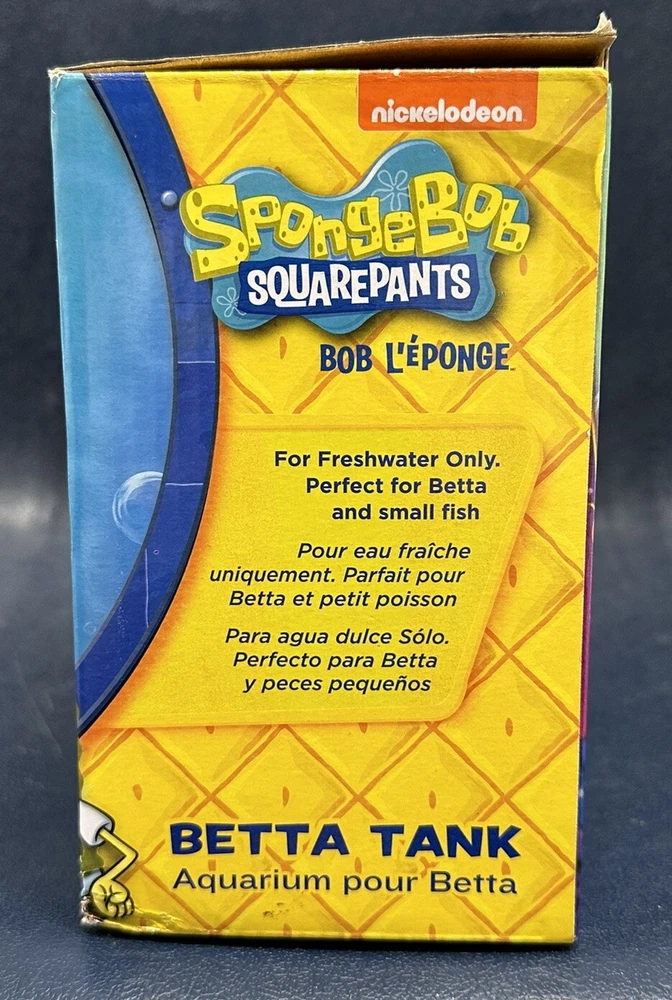 nickelodeon
SpongeBob
SQUAREPANTS
BOB L'ÉPONGE™
For Freshwater Only.
Perfect for Betta
and small fish
Pour eau fraîche
uniquement. Parfait pour
Betta et petit poisson
Para agua dulce Sólo.
Perfecto para Betta
y peces pequeños
BETTA TANK
Aquarium pour Betta